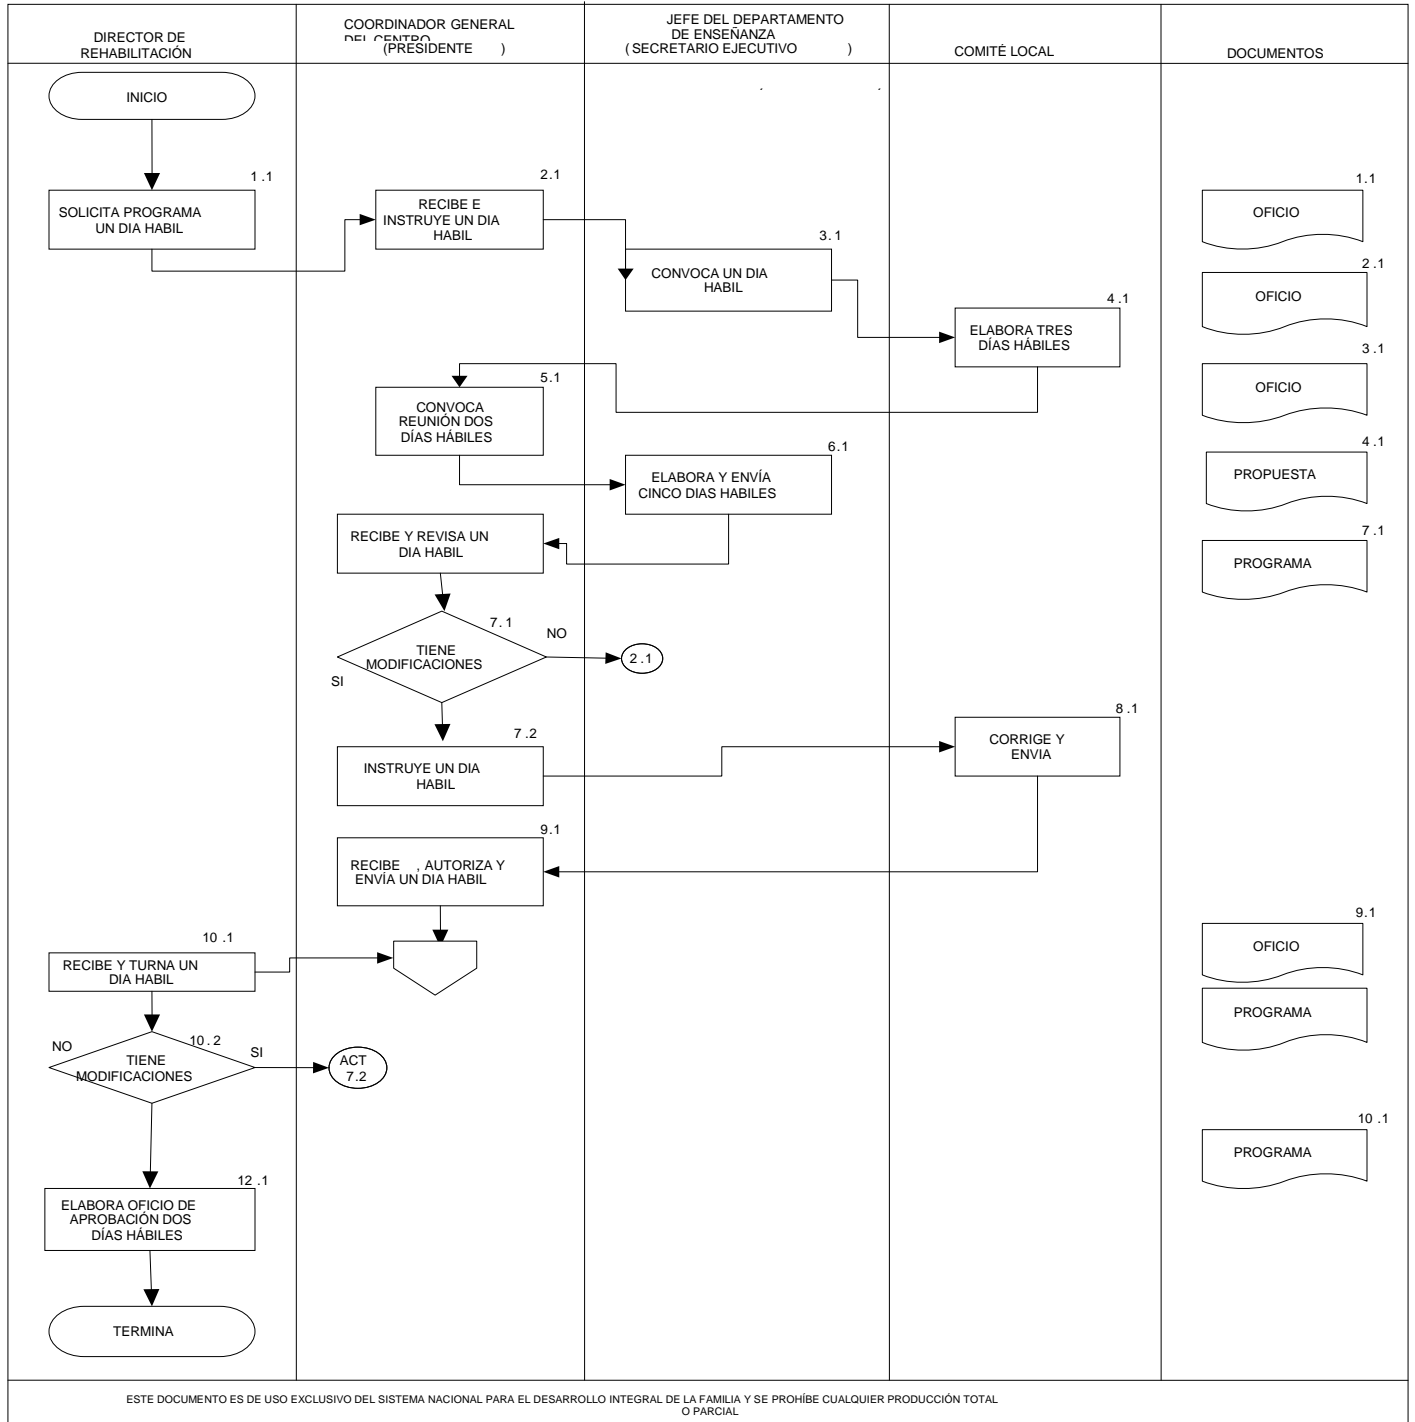 DIRECTOR DE
REHABILITACIÓN
COORDINADOR GENERAL
DEL CENTRO
(PRESIDENTE )
JEFE DEL DEPARTAMENTO
DE ENSEÑANZA
( SECRETARIO EJECUTIVO )
COMITÉ LOCAL
DOCUMENTOS
INICIO
1 .1
SOLICITA PROGRAMA
UN DIA HABIL
2.1
RECIBE E
INSTRUYE UN DIA
HABIL
3 .1
CONVOCA UN DIA
HABIL
4 .1
ELABORA TRES
DÍAS HÁBILES
5.1
CONVOCA
REUNIÓN DOS
DÍAS HÁBILES
6.1
ELABORA Y ENVÍA
CINCO DIAS HABILES
RECIBE Y REVISA UN
DIA HABIL
7. 1
TIENE
MODIFICACIONES
NO
SI
2 .1
7 .2
INSTRUYE UN DIA
HABIL
8 .1
CORRIGE Y
ENVIA
9.1
RECIBE , AUTORIZA Y
ENVÍA UN DIA HABIL
10 .1
RECIBE Y TURNA UN
DIA HABIL
10 . 2
NO
SI
TIENE
MODIFICACIONES
ACT
7.2
12 .1
ELABORA OFICIO DE
APROBACIÓN DOS
DÍAS HÁBILES
TERMINA
1.1
OFICIO
2 .1
OFICIO
3 .1
OFICIO
4 .1
PROPUESTA
7 .1
PROGRAMA
9.1
OFICIO
PROGRAMA
10 .1
PROGRAMA
ESTE DOCUMENTO ES DE USO EXCLUSIVO DEL SISTEMA NACIONAL PARA EL DESARROLLO INTEGRAL DE LA FAMILIA Y SE PROHÍBE CUALQUIER PRODUCCIÓN TOTAL
O PARCIAL